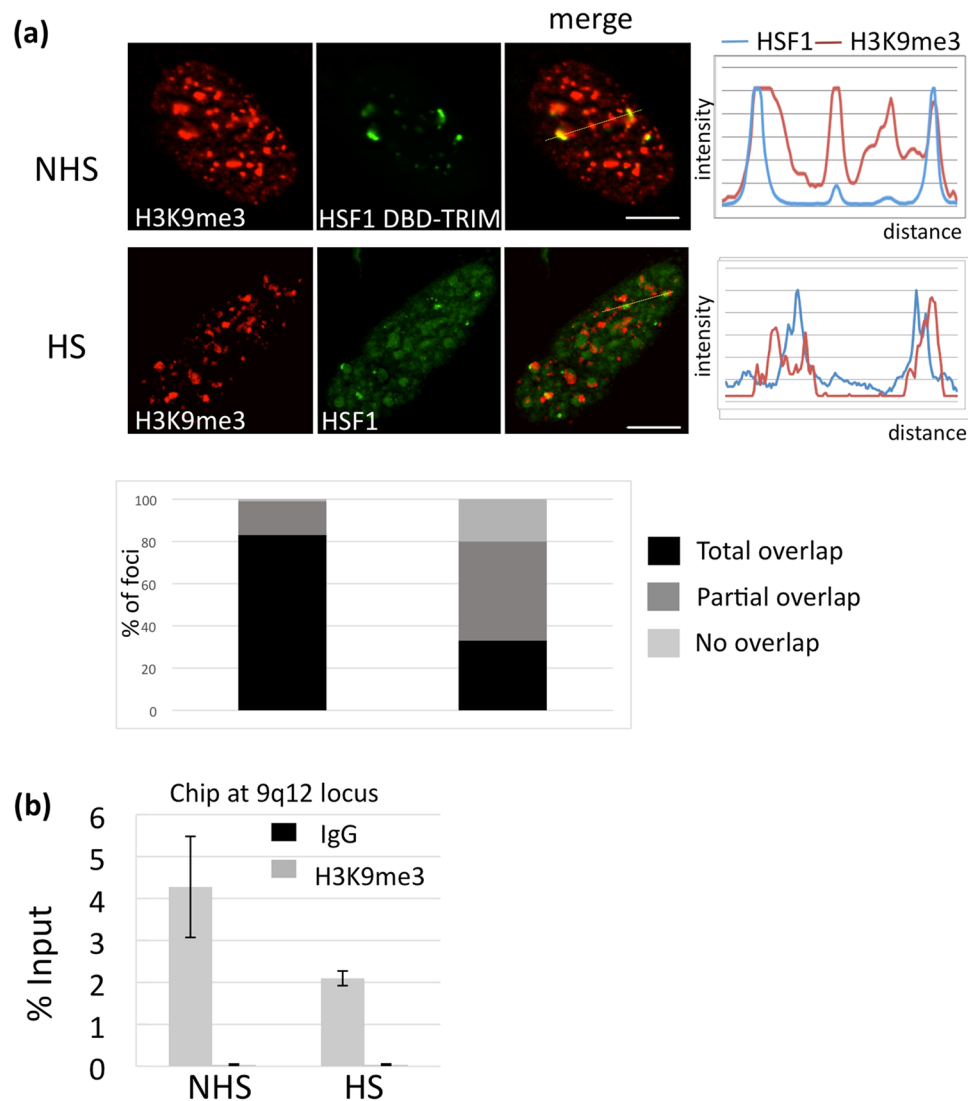 (a)
merge
HSF1 H3K9me3
NHS
H3K9me3
HSF1 DBD-TRIM
intensity
distance
HS
H3K9me3
HSF1
intensity
distance
% of foci
100
80
60
40
20
0
Total overlap
Partial overlap
No overlap
(b)
Chip at 9q12 locus
IgG
H3K9me3
% Input
6
5
4
3
2
1
0
NHS
HS